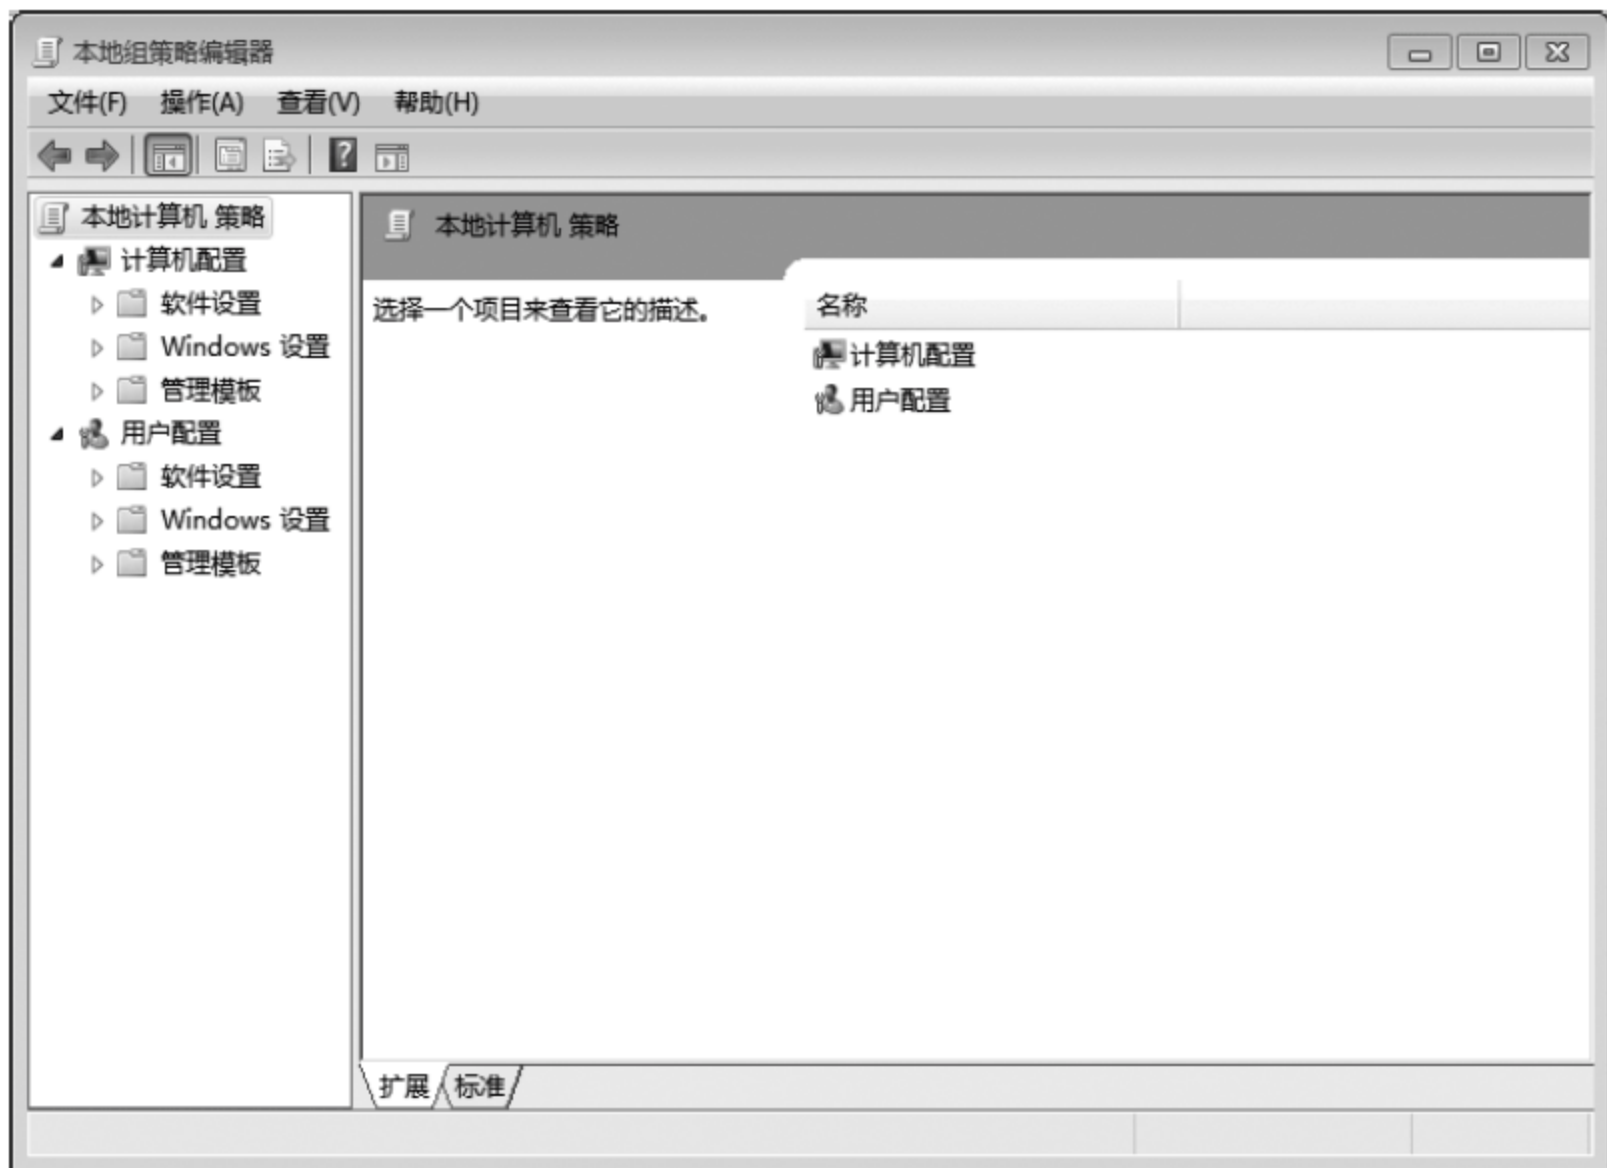 本地组策略编辑器
文件(F) 操作(A) 查看(V) 帮助(H)
本地计算机 策略
计算机配置
软件设置
Windows 设置
管理模板
用户配置
软件设置
Windows 设置
管理模板
本地计算机 策略
选择一个项目来查看它的描述。
名称
计算机配置
用户配置
扩展 标准